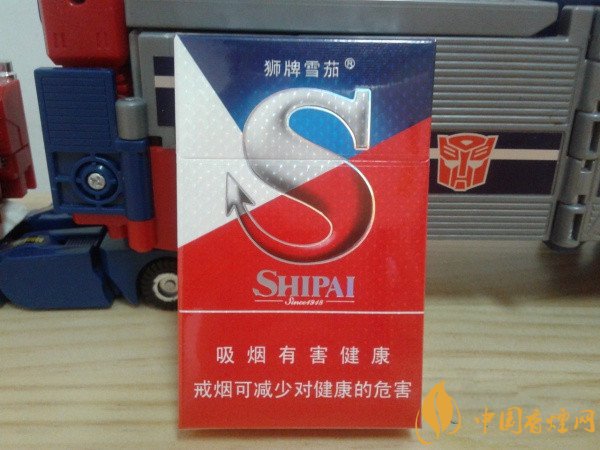 狮牌雪茄®
S
SHIPAI
Since1918
吸烟有害健康
戒烟可减少对健康的危害
中国香烟网